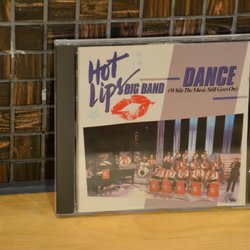 Hot
Lips
BIG BAND
DANCE
(While The Music Still Goes On)